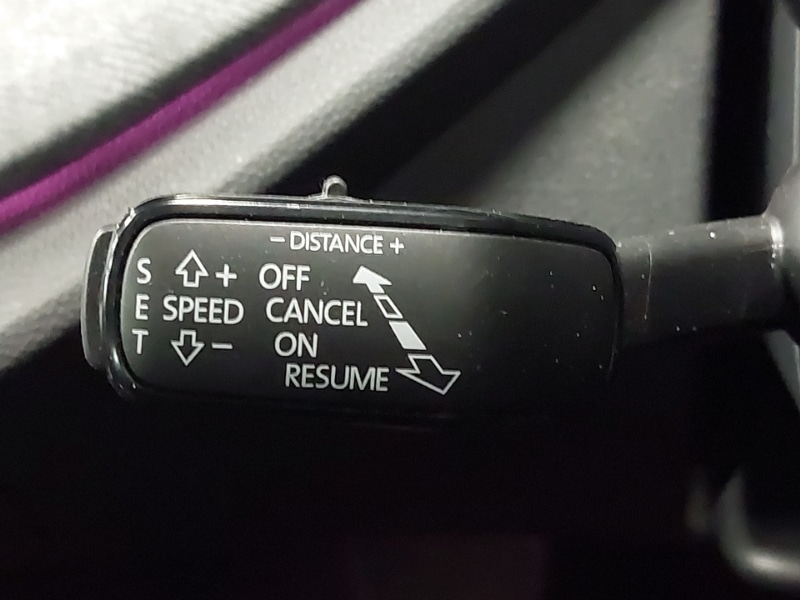 - DISTANCE +
S + OFF
E SPEED CANCEL
T - ON
RESUME